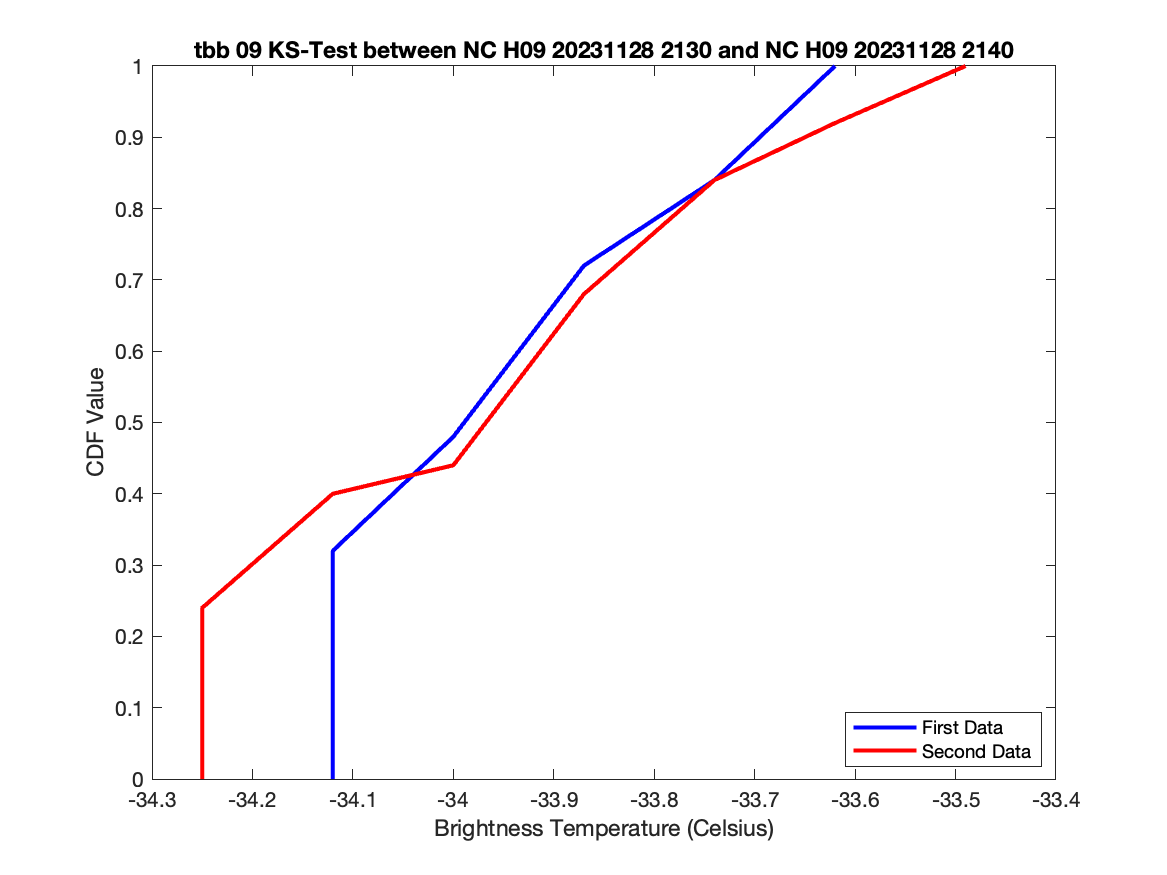 tbb 09 KS-Test between NC H09 20231128 2130 and NC H09 20231128 2140
1
0.9
0.8
0.7
0.6
0.5
0.4
0.3
0.2
0.1
0
CDF Value
First Data
Second Data
-34.3 -34.2 -34.1 -34 -33.9 -33.8 -33.7 -33.6 -33.5 -33.4
Brightness Temperature (Celsius)